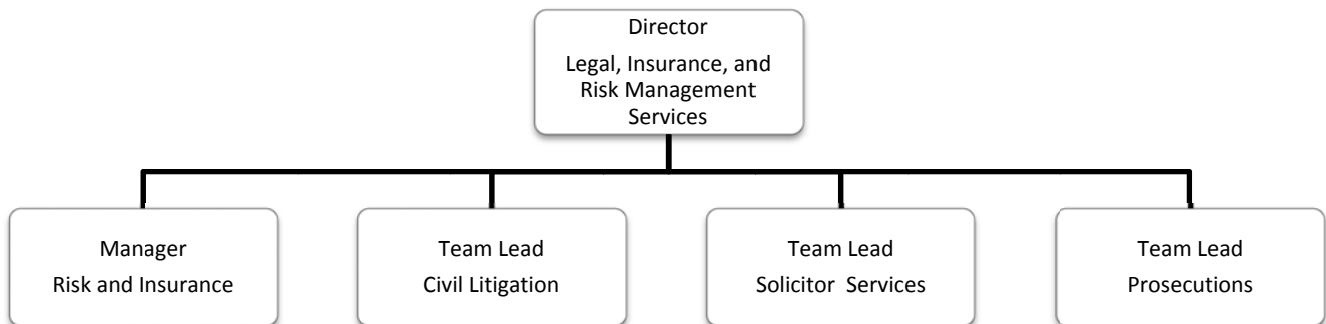 Director
Legal, Insurance, and
Risk Management
Services
Manager
Risk and Insurance
Team Lead
Civil Litigation
Team Lead
Solicitor Services
Team Lead
Prosecutions